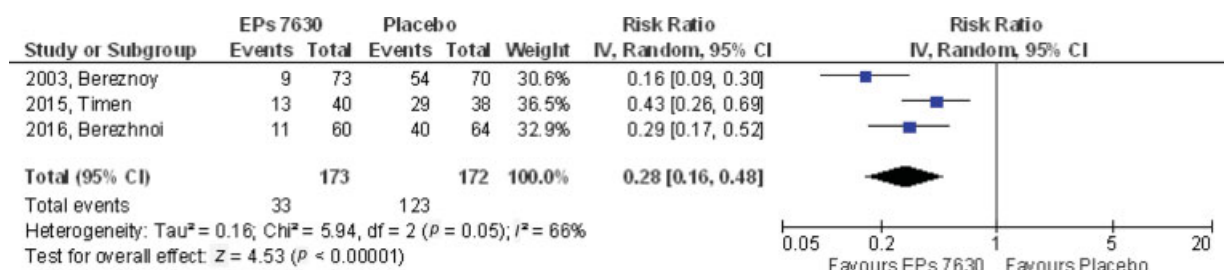 EPs 7630 Placebo Risk Ratio Risk Ratio
Study or Subgroup Events Total Events Total Weight IV, Random, 95% CI IV, Random, 95% CI
2003, Bereznoy 9 73 54 70 30.6% 0.16 [0.09, 0.30]
2015, Timen 13 40 29 38 36.5% 0.43 [0.26, 0.69]
2016, Berezhnoi 11 60 40 64 32.9% 0.29 [0.17, 0.52]
Total (95% CI) 173 172 100.0% 0.28 [0.16, 0.48]
Total events 33 123
Heterogeneity: Tau² = 0.16; Chi² = 5.94, df = 2 (P = 0.05); I² = 66%
Test for overall effect: Z = 4.53 (P < 0.00001)
0.05 0.2 1 5 20
Favours EPs 7630 Favours Placebo